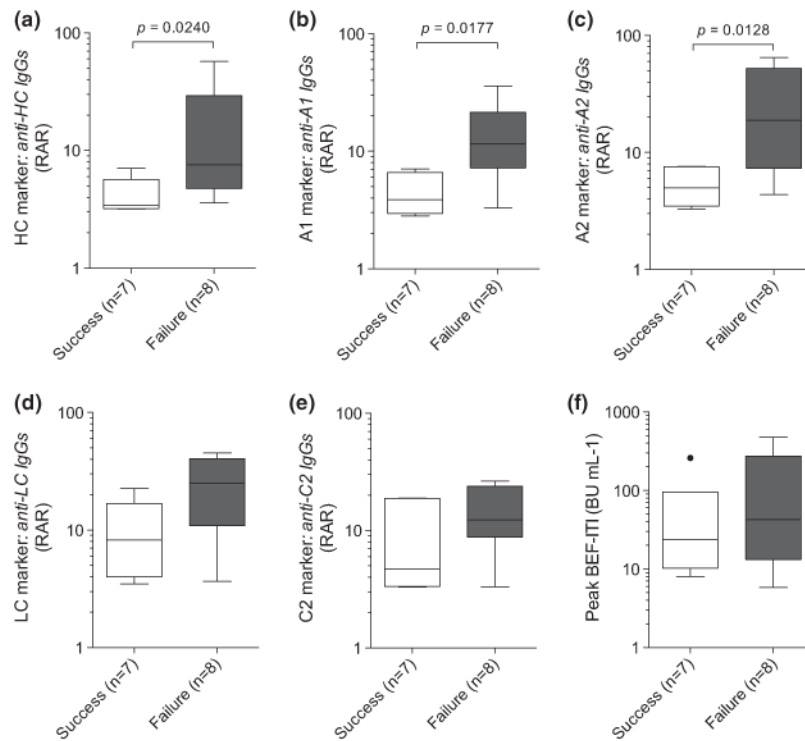 (a)
p = 0.0240
100
10
1
HC marker: anti-HC IgGs
(RAR)
Success (n=7)
Failure (n=8)
(b)
p = 0.0177
100
10
1
A1 marker: anti-A1 IgGs
(RAR)
Success (n=7)
Failure (n=8)
(c)
p = 0.0128
100
10
1
A2 marker: anti-A2 IgGs
(RAR)
Success (n=7)
Failure (n=8)
(d)
100
10
1
LC marker: anti-LC IgGs
(RAR)
Success (n=7)
Failure (n=8)
(e)
100
10
1
C2 marker: anti-C2 IgGs
(RAR)
Success (n=7)
Failure (n=8)
(f)
1000
100
10
1
Peak BEF-ITI (BU mL-1)
Success (n=7)
Failure (n=8)